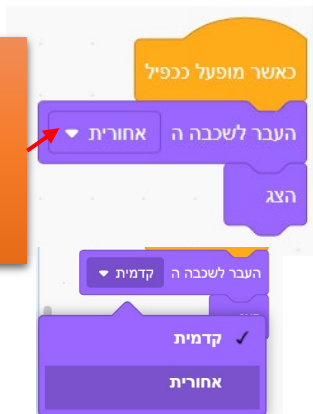 כאשר מופעל ככפיל
העבר לשכבה ה אחורית
הצג
העבר לשכבה ה קדמית
✓ קדמית
אחורית